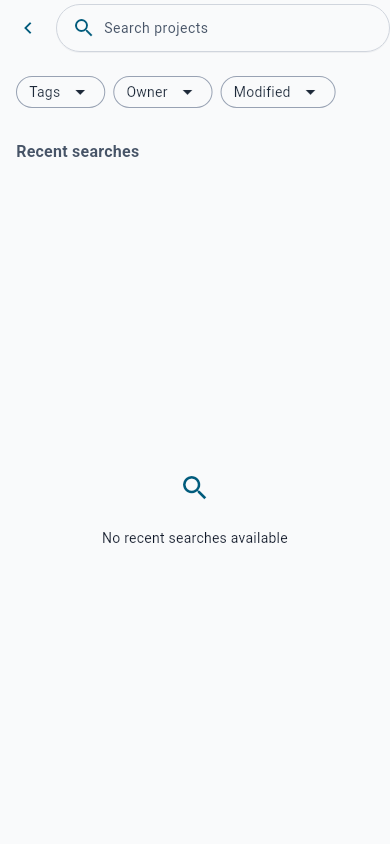 Search projects
Tags
Owner
Modified
Recent searches
No recent searches available